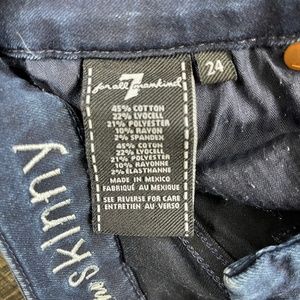 7
for all mankind
24
45% COTTON
22% LYOCELL
21% POLYESTER
10% RAYON
2% SPANDEX
45% COTON
22% LYOCELL
21% POLYESTER
10% RAYONNE
2% ELASTHANNE
MADE IN MEXICO
FABRIQUÉ AU MEXIQUE
SEE REVERSE FOR CARE
ENTRETIEN AU VERSO
skinny